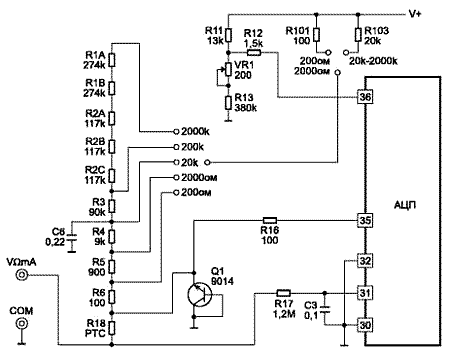 V+
R11
13k
R12
1,5k
R101
100
R103
20k
200ом
2000ом
20k-2000k
VR1
200
R13
380k
36
R1A
274k
R1B
274k
R2A
117k
R2B
117k
R2C
117k
2000k
200k
20k
2000ом
200ом
R3
90k
C6
0,22
R4
9k
R5
900
R6
100
R18
PTC
VΩmA
COM
Q1
9014
R16
100
R17
1,2M
C3
0,1
АЦП
35
32
31
30